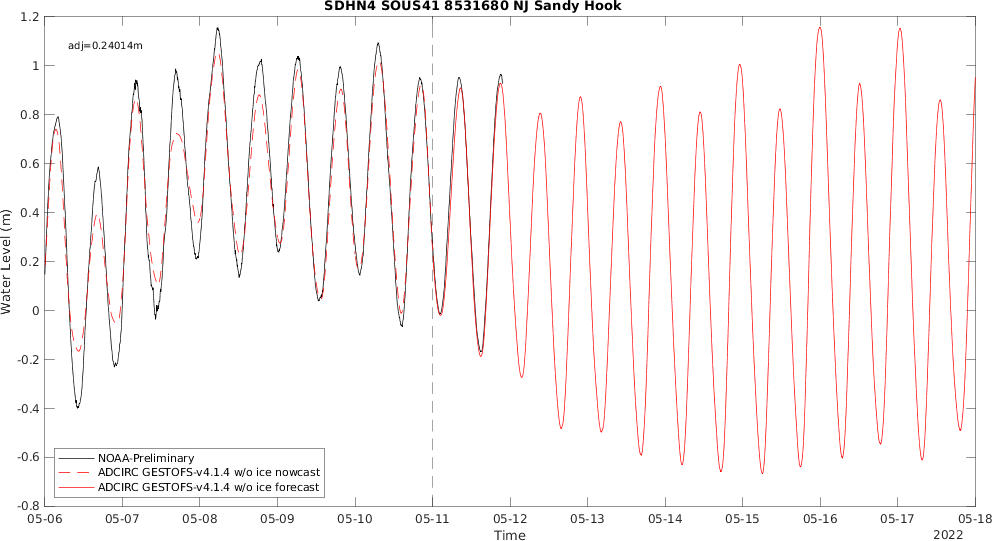 SDHN4 SOUS41 8531680 NJ Sandy Hook
adj=0.24014m
1.2
1
0.8
0.6
0.4
0.2
0
-0.2
-0.4
-0.6
-0.8
Water Level (m)
NOAA-Preliminary
ADCIRC GESTOFS-v4.1.4 w/o ice nowcast
ADCIRC GESTOFS-v4.1.4 w/o ice forecast
05-06 05-07 05-08 05-09 05-10 05-11 05-12 05-13 05-14 05-15 05-16 05-17 05-18
Time
2022